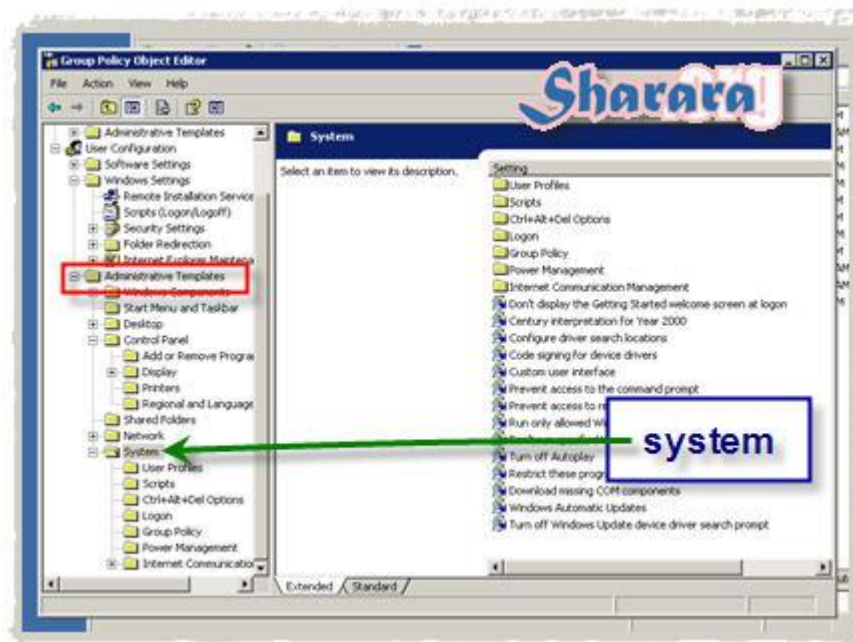 Group Policy Object Editor
File Action View Help
Sharara
Administrative Templates
User Configuration
Software Settings
Windows Settings
Remote Installation Service
Scripts (Logon/Logoff)
Security Settings
Folder Redirection
Internet Explorer Maintena
Administrative Templates
Windows Components
Start Menu and Taskbar
Desktop
Control Panel
Add or Remove Progra
Display
Printers
Regional and Language
Shared Folders
Network
System
User Profiles
Scripts
Ctrl+Alt+Del Options
Logon
Group Policy
Power Management
Internet Communication
System
Select an item to view its description.
Setting
User Profiles
Scripts
Ctrl+Alt+Del Options
Logon
Group Policy
Power Management
Internet Communication Management
Don't display the Getting Started welcome screen at logon
Century interpretation for Year 2000
Configure driver search locations
Code signing for device drivers
Custom user interface
Prevent access to the command prompt
Prevent access to
Run only allowed
Turn off Autoplay
Restrict these
Download missing COM components
Windows Automatic Updates
Turn off Windows Update device driver search prompt
system
Extended Standard